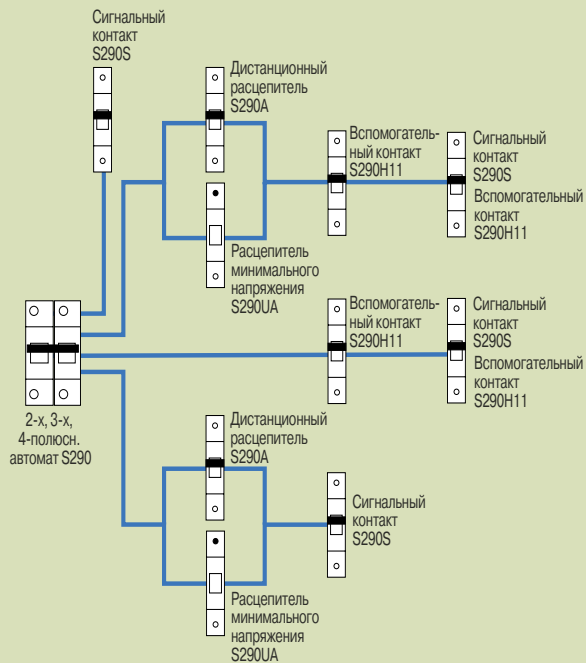 Сигнальный
контакт
S290S
Дистанционный
расцепитель
S290A
Вспомогатель-
ный контакт
S290H11
Сигнальный
контакт
S290S
Вспомогательный
контакт
S290H11
Расцепитель
минимального
напряжения
S290UA
Вспомогатель-
ный контакт
S290H11
Сигнальный
контакт
S290S
Вспомогательный
контакт
S290H11
2-х, 3-х,
4-полюсн.
автомат S290
Дистанционный
расцепитель
S290A
Сигнальный
контакт
S290S
Расцепитель
минимального
напряжения
S290UA